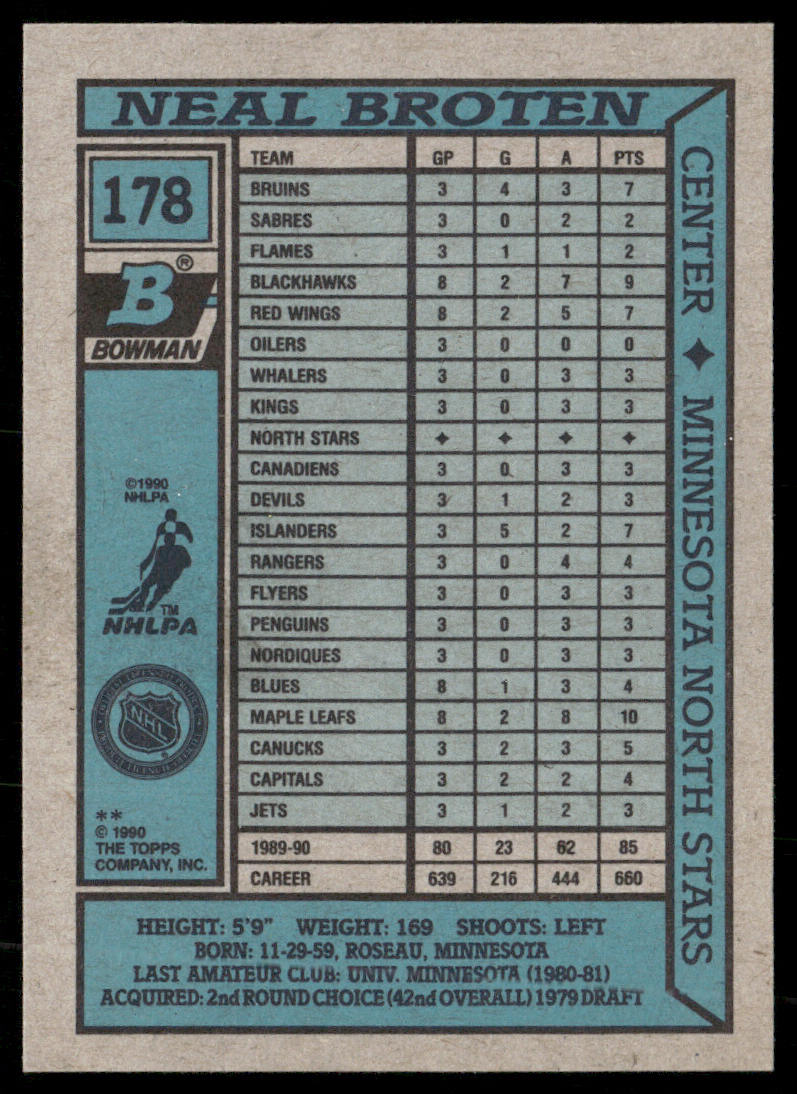 NEAL BROTEN
178
B®
BOWMAN
©1990
NHLPA
TM
NHLPA
NHL
®
**
© 1990
THE TOPPS
COMPANY, INC.
TEAM GP G A PTS
BRUINS 3 4 3 7
SABRES 3 0 2 2
FLAMES 3 1 1 2
BLACKHAWKS 8 2 7 9
RED WINGS 8 2 5 7
OILERS 3 0 0 0
WHALERS 3 0 3 3
KINGS 3 0 3 3
NORTH STARS ✦ ✦ ✦ ✦
CANADIENS 3 0 3 3
DEVILS 3 1 2 3
ISLANDERS 3 5 2 7
RANGERS 3 0 4 4
FLYERS 3 0 3 3
PENGUINS 3 0 3 3
NORDIQUES 3 0 3 3
BLUES 8 1 3 4
MAPLE LEAFS 8 2 8 10
CANUCKS 3 2 3 5
CAPITALS 3 2 2 4
JETS 3 1 2 3
1989-90 80 23 62 85
CAREER 639 216 444 660
CENTER ✦ MINNESOTA NORTH STARS
HEIGHT: 5'9" WEIGHT: 169 SHOOTS: LEFT
BORN: 11-29-59, ROSEAU, MINNESOTA
LAST AMATEUR CLUB: UNIV. MINNESOTA (1980-81)
ACQUIRED: 2nd ROUND CHOICE (42nd OVERALL) 1979 DRAFT